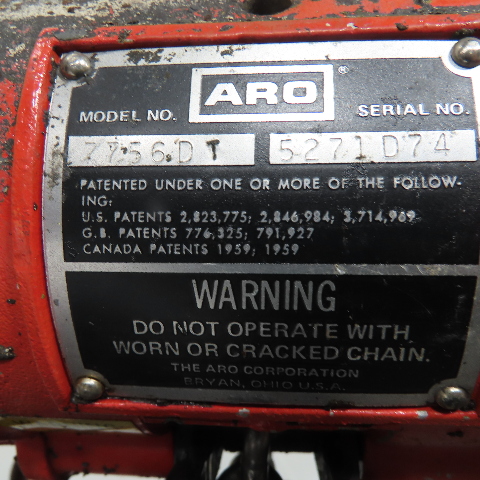 ARO®
MODEL NO. SERIAL NO.
7756DT 5271D74
PATENTED UNDER ONE OR MORE OF THE FOLLOW-
ING:
U.S. PATENTS 2,823,775; 2,846,984; 3,714,969
G.B. PATENTS 776,325; 791,927
CANADA PATENTS 1959; 1959
WARNING
DO NOT OPERATE WITH
WORN OR CRACKED CHAIN.
THE ARO CORPORATION
BRYAN, OHIO U.S.A.